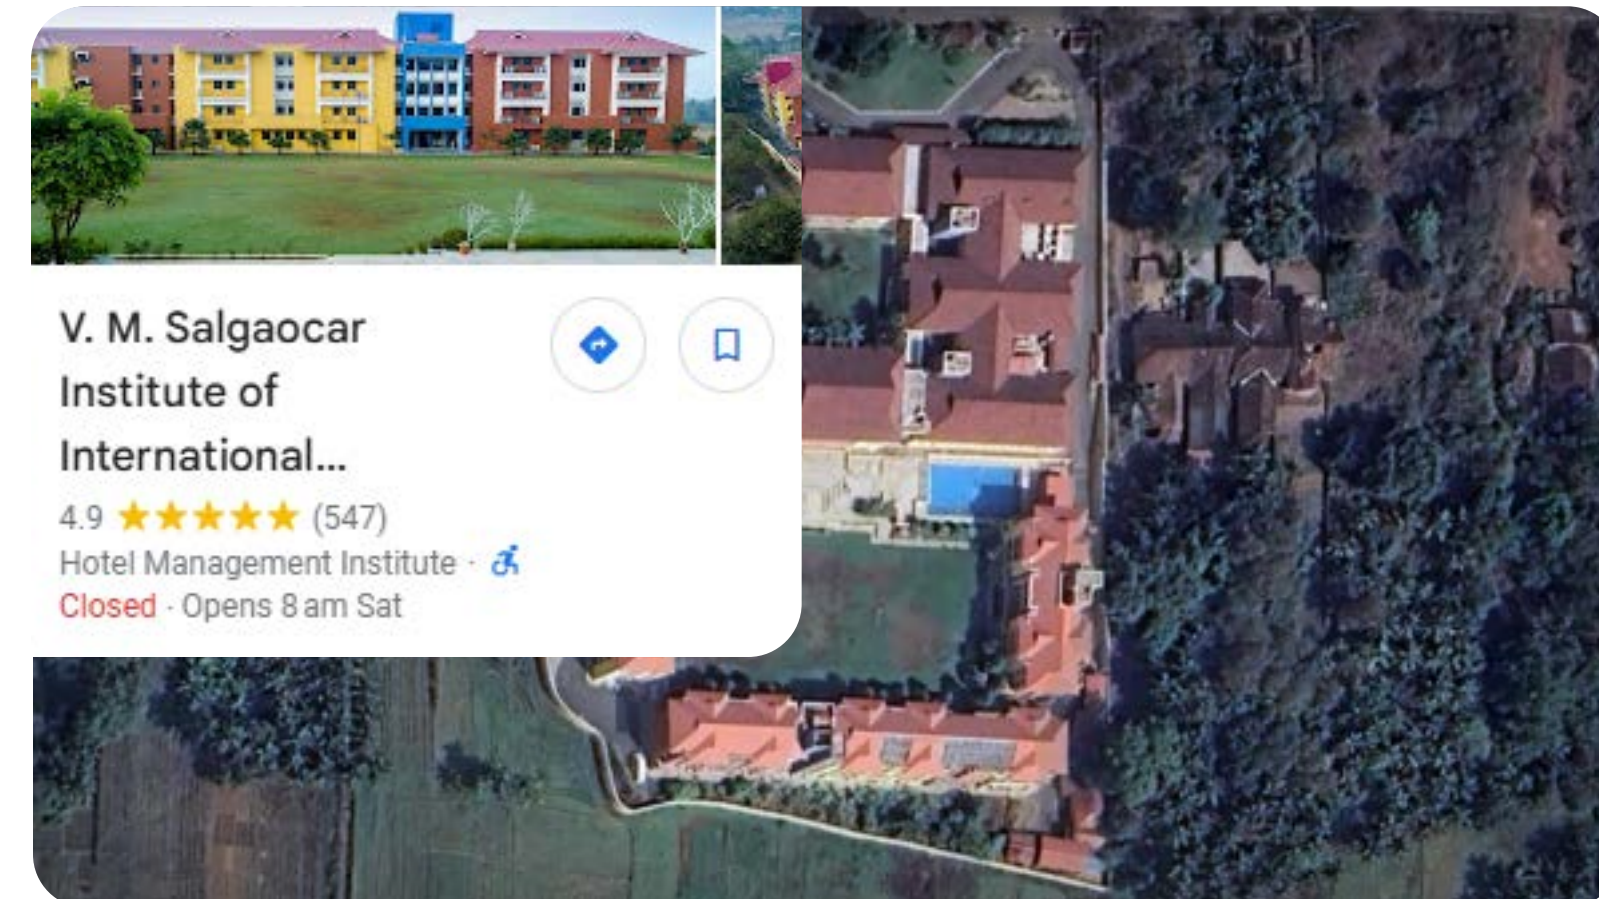 V. M. Salgaocar
Institute of
International...
4.9 (547)
Hotel Management Institute ·
Closed · Opens 8 am Sat